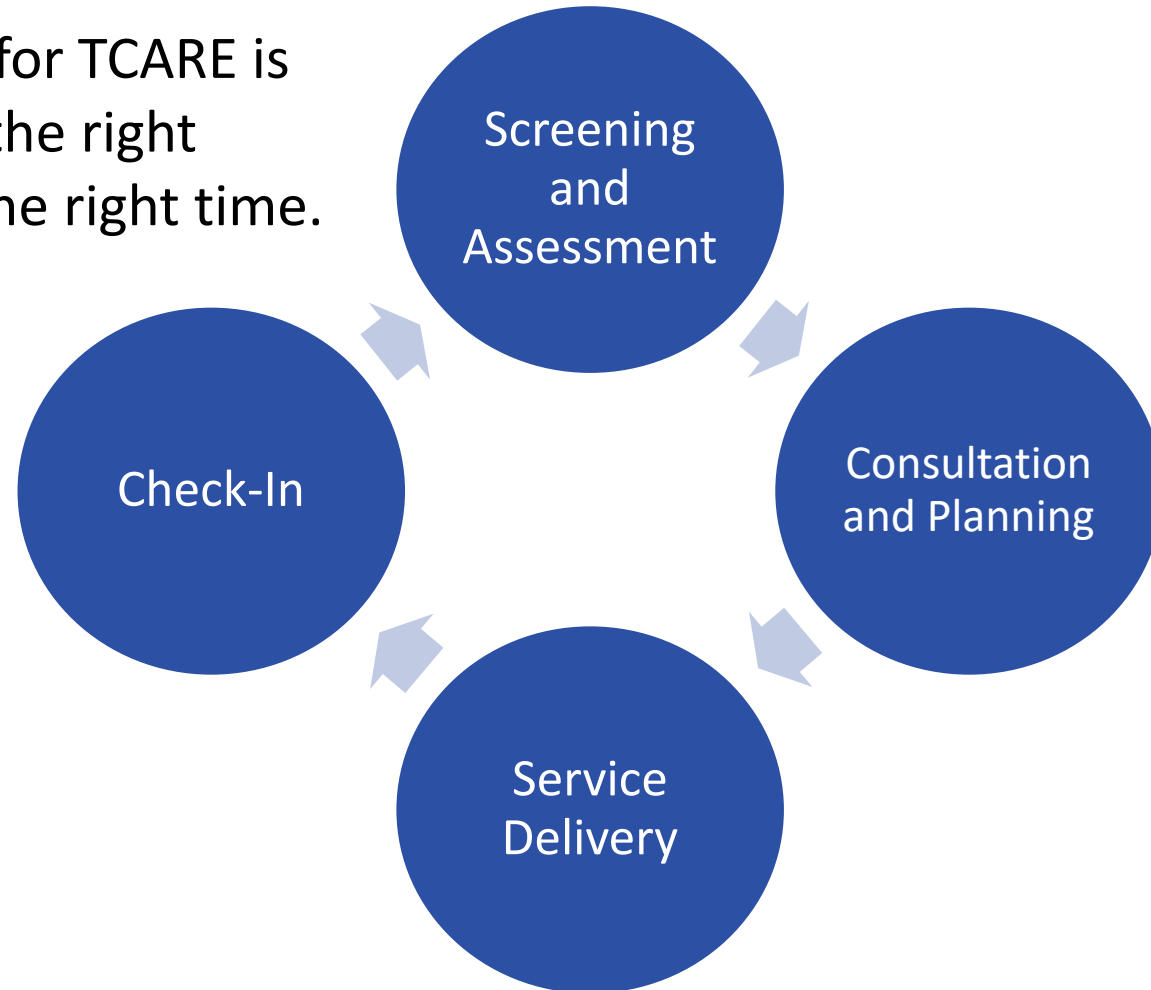 for TCARE is
the right
he right time.
Screening
and
Assessment
Consultation
and Planning
Service
Delivery
Check-In